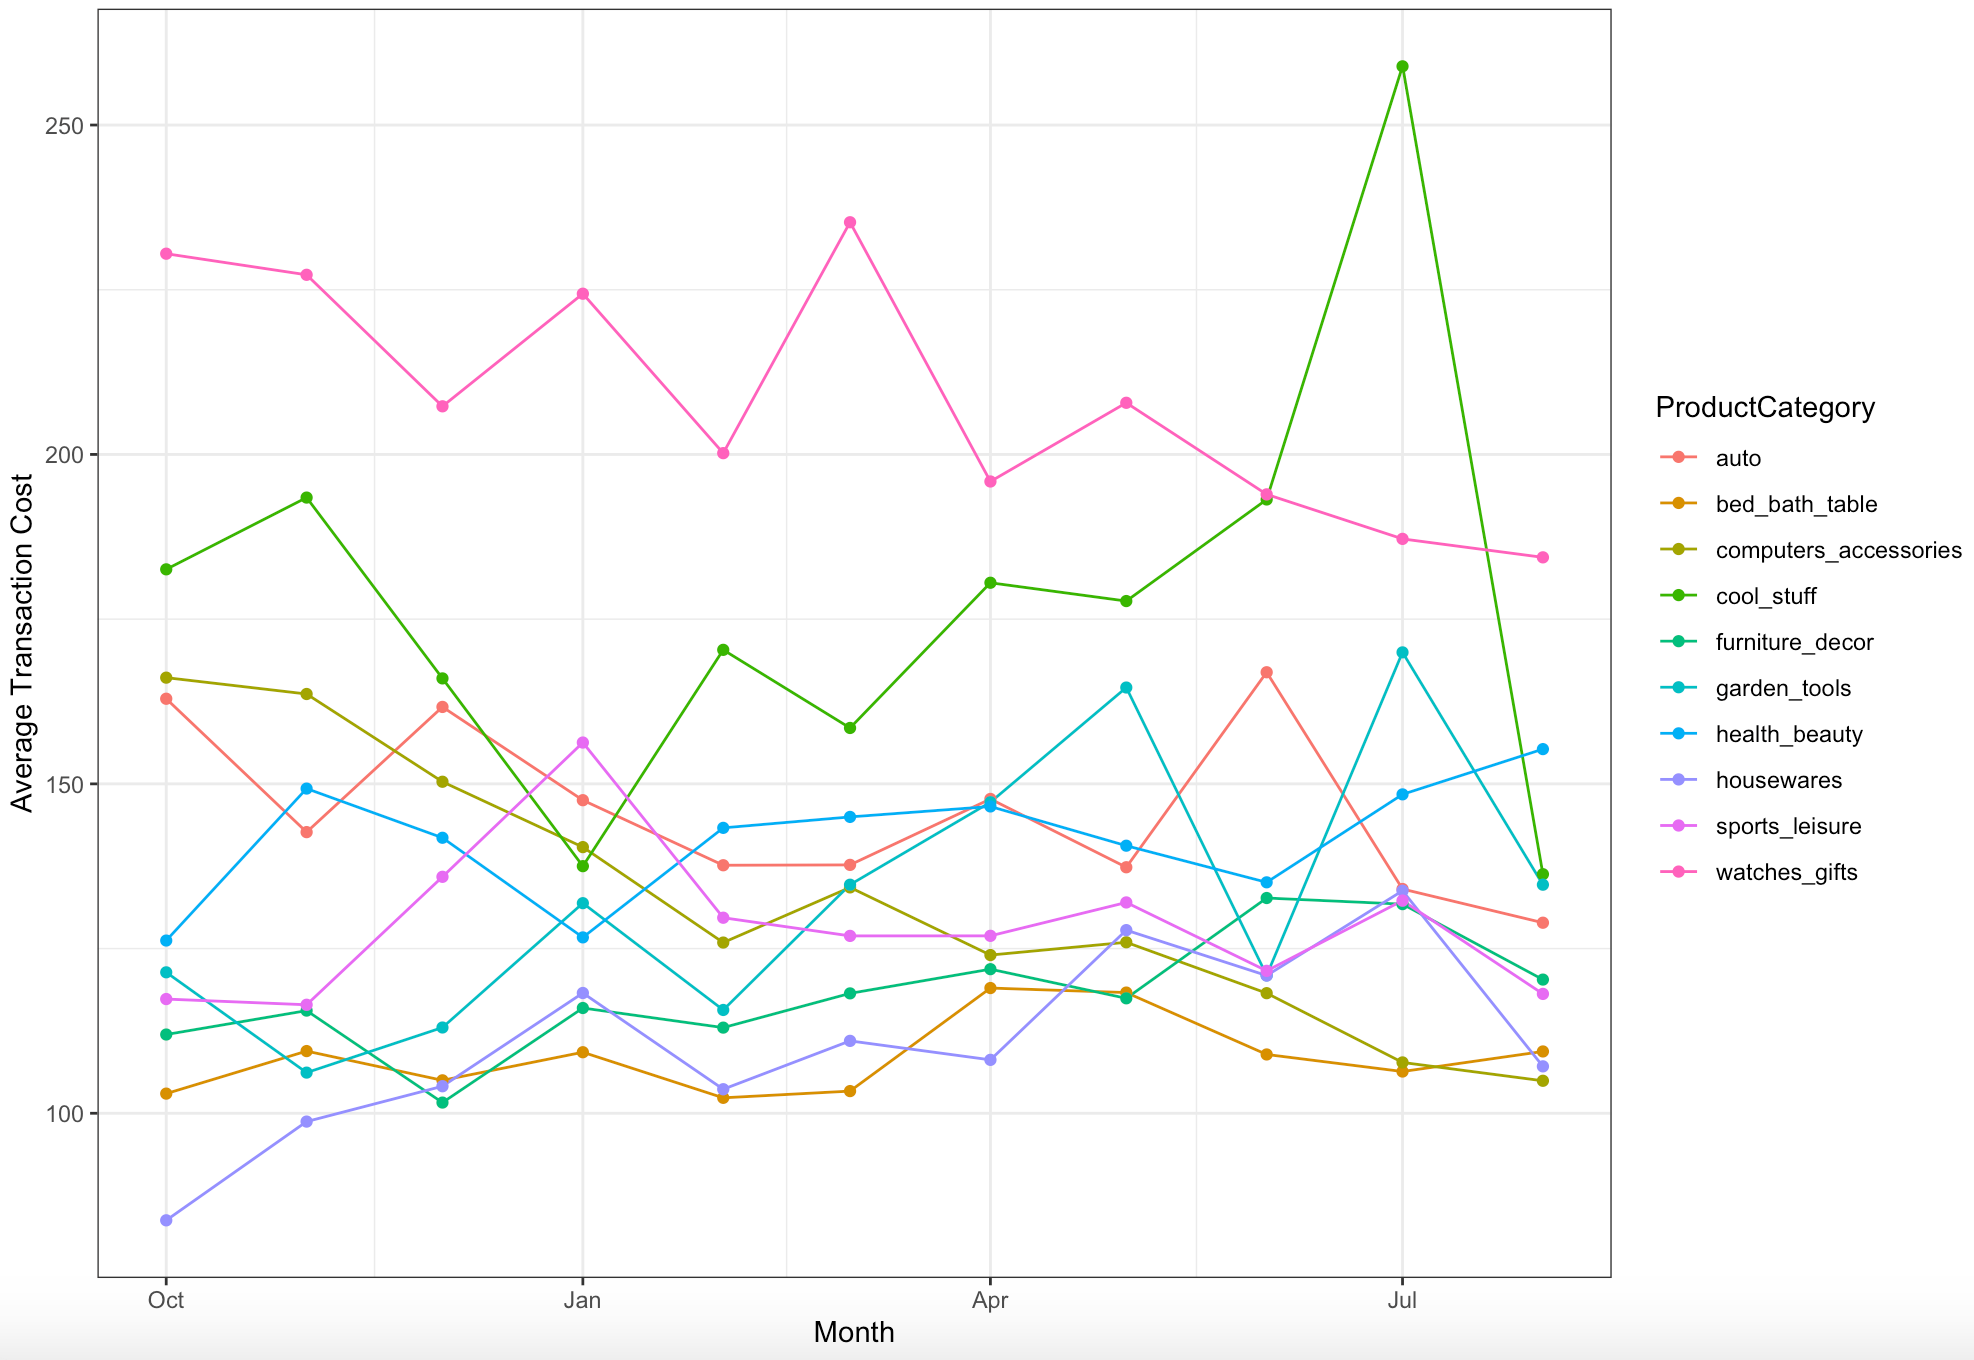 250
200
150
100
Average Transaction Cost
Oct Jan Apr Jul
Month
ProductCategory
auto
bed_bath_table
computers_accessories
cool_stuff
furniture_decor
garden_tools
health_beauty
housewares
sports_leisure
watches_gifts